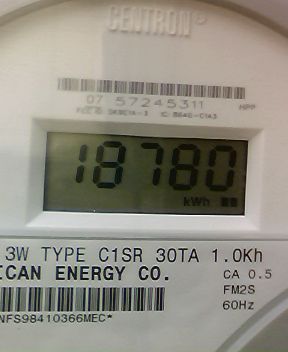 CENTRON®
07 57245311 HPP
18780
kWh
3W TYPE C1SR 30TA 1.0Kh
ICAN ENERGY CO. CA 0.5
FM2S
NFS98410366MEC* 60Hz